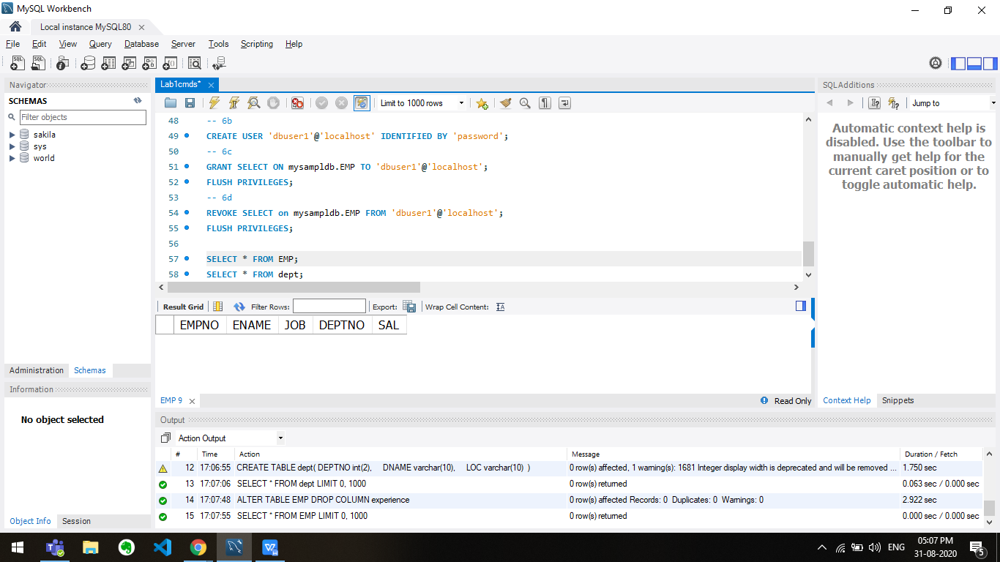 MySQL Workbench
Local instance MySQL80
File Edit View Query Database Server Tools Scripting Help
Navigator
SCHEMAS
Filter objects
sakila
sys
world
Administration Schemas
Information
No object selected
Object Info Session
Lab1cmds*
Limit to 1000 rows
48 -- 6b
49 CREATE USER 'dbuser1'@'localhost' IDENTIFIED BY 'password';
50 -- 6c
51 GRANT SELECT ON mysampldb.EMP TO 'dbuser1'@'localhost';
52 FLUSH PRIVILEGES;
53 -- 6d
54 REVOKE SELECT on mysampldb.EMP FROM 'dbuser1'@'localhost';
55 FLUSH PRIVILEGES;
56
57 SELECT * FROM EMP;
58 SELECT * FROM dept;
Result Grid Filter Rows: Export: Wrap Cell Content:
EMPNO ENAME JOB DEPTNO SAL
EMP 9 Read Only
SQLAdditions
Jump to
Automatic context help is
disabled. Use the toolbar to
manually get help for the
current caret position or to
toggle automatic help.
Context Help Snippets
Output
Action Output
# Time Action Message Duration / Fetch
12 17:06:55 CREATE TABLE dept( DEPTNO int(2), DNAME varchar(10), LOC varchar(10) ) 0 row(s) affected, 1 warning(s): 1681 Integer display width is deprecated and will be removed ... 1.750 sec
13 17:07:06 SELECT * FROM dept LIMIT 0, 1000 0 row(s) returned 0.063 sec / 0.000 sec
14 17:07:48 ALTER TABLE EMP DROP COLUMN experience 0 row(s) affected Records: 0 Duplicates: 0 Warnings: 0 2.922 sec
15 17:07:55 SELECT * FROM EMP LIMIT 0, 1000 0 row(s) returned 0.000 sec / 0.000 sec
ENG
05:07 PM
31-08-2020
5